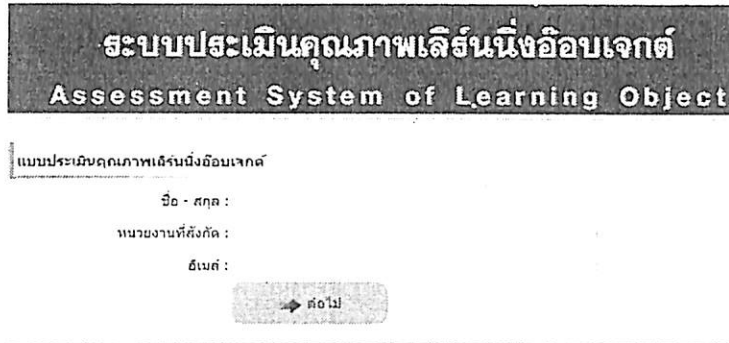 ระบบประเมินคุณภาพเลิร์นนิ่งอ๊อบเจกต์
Assessment System of Learning Object
แบบประเมินคุณภาพเลิร์นนิ่งอ๊อบเจกต์
ชื่อ - สกุล :
หน่วยงานที่สังกัด :
อีเมล์ :
ต่อไป